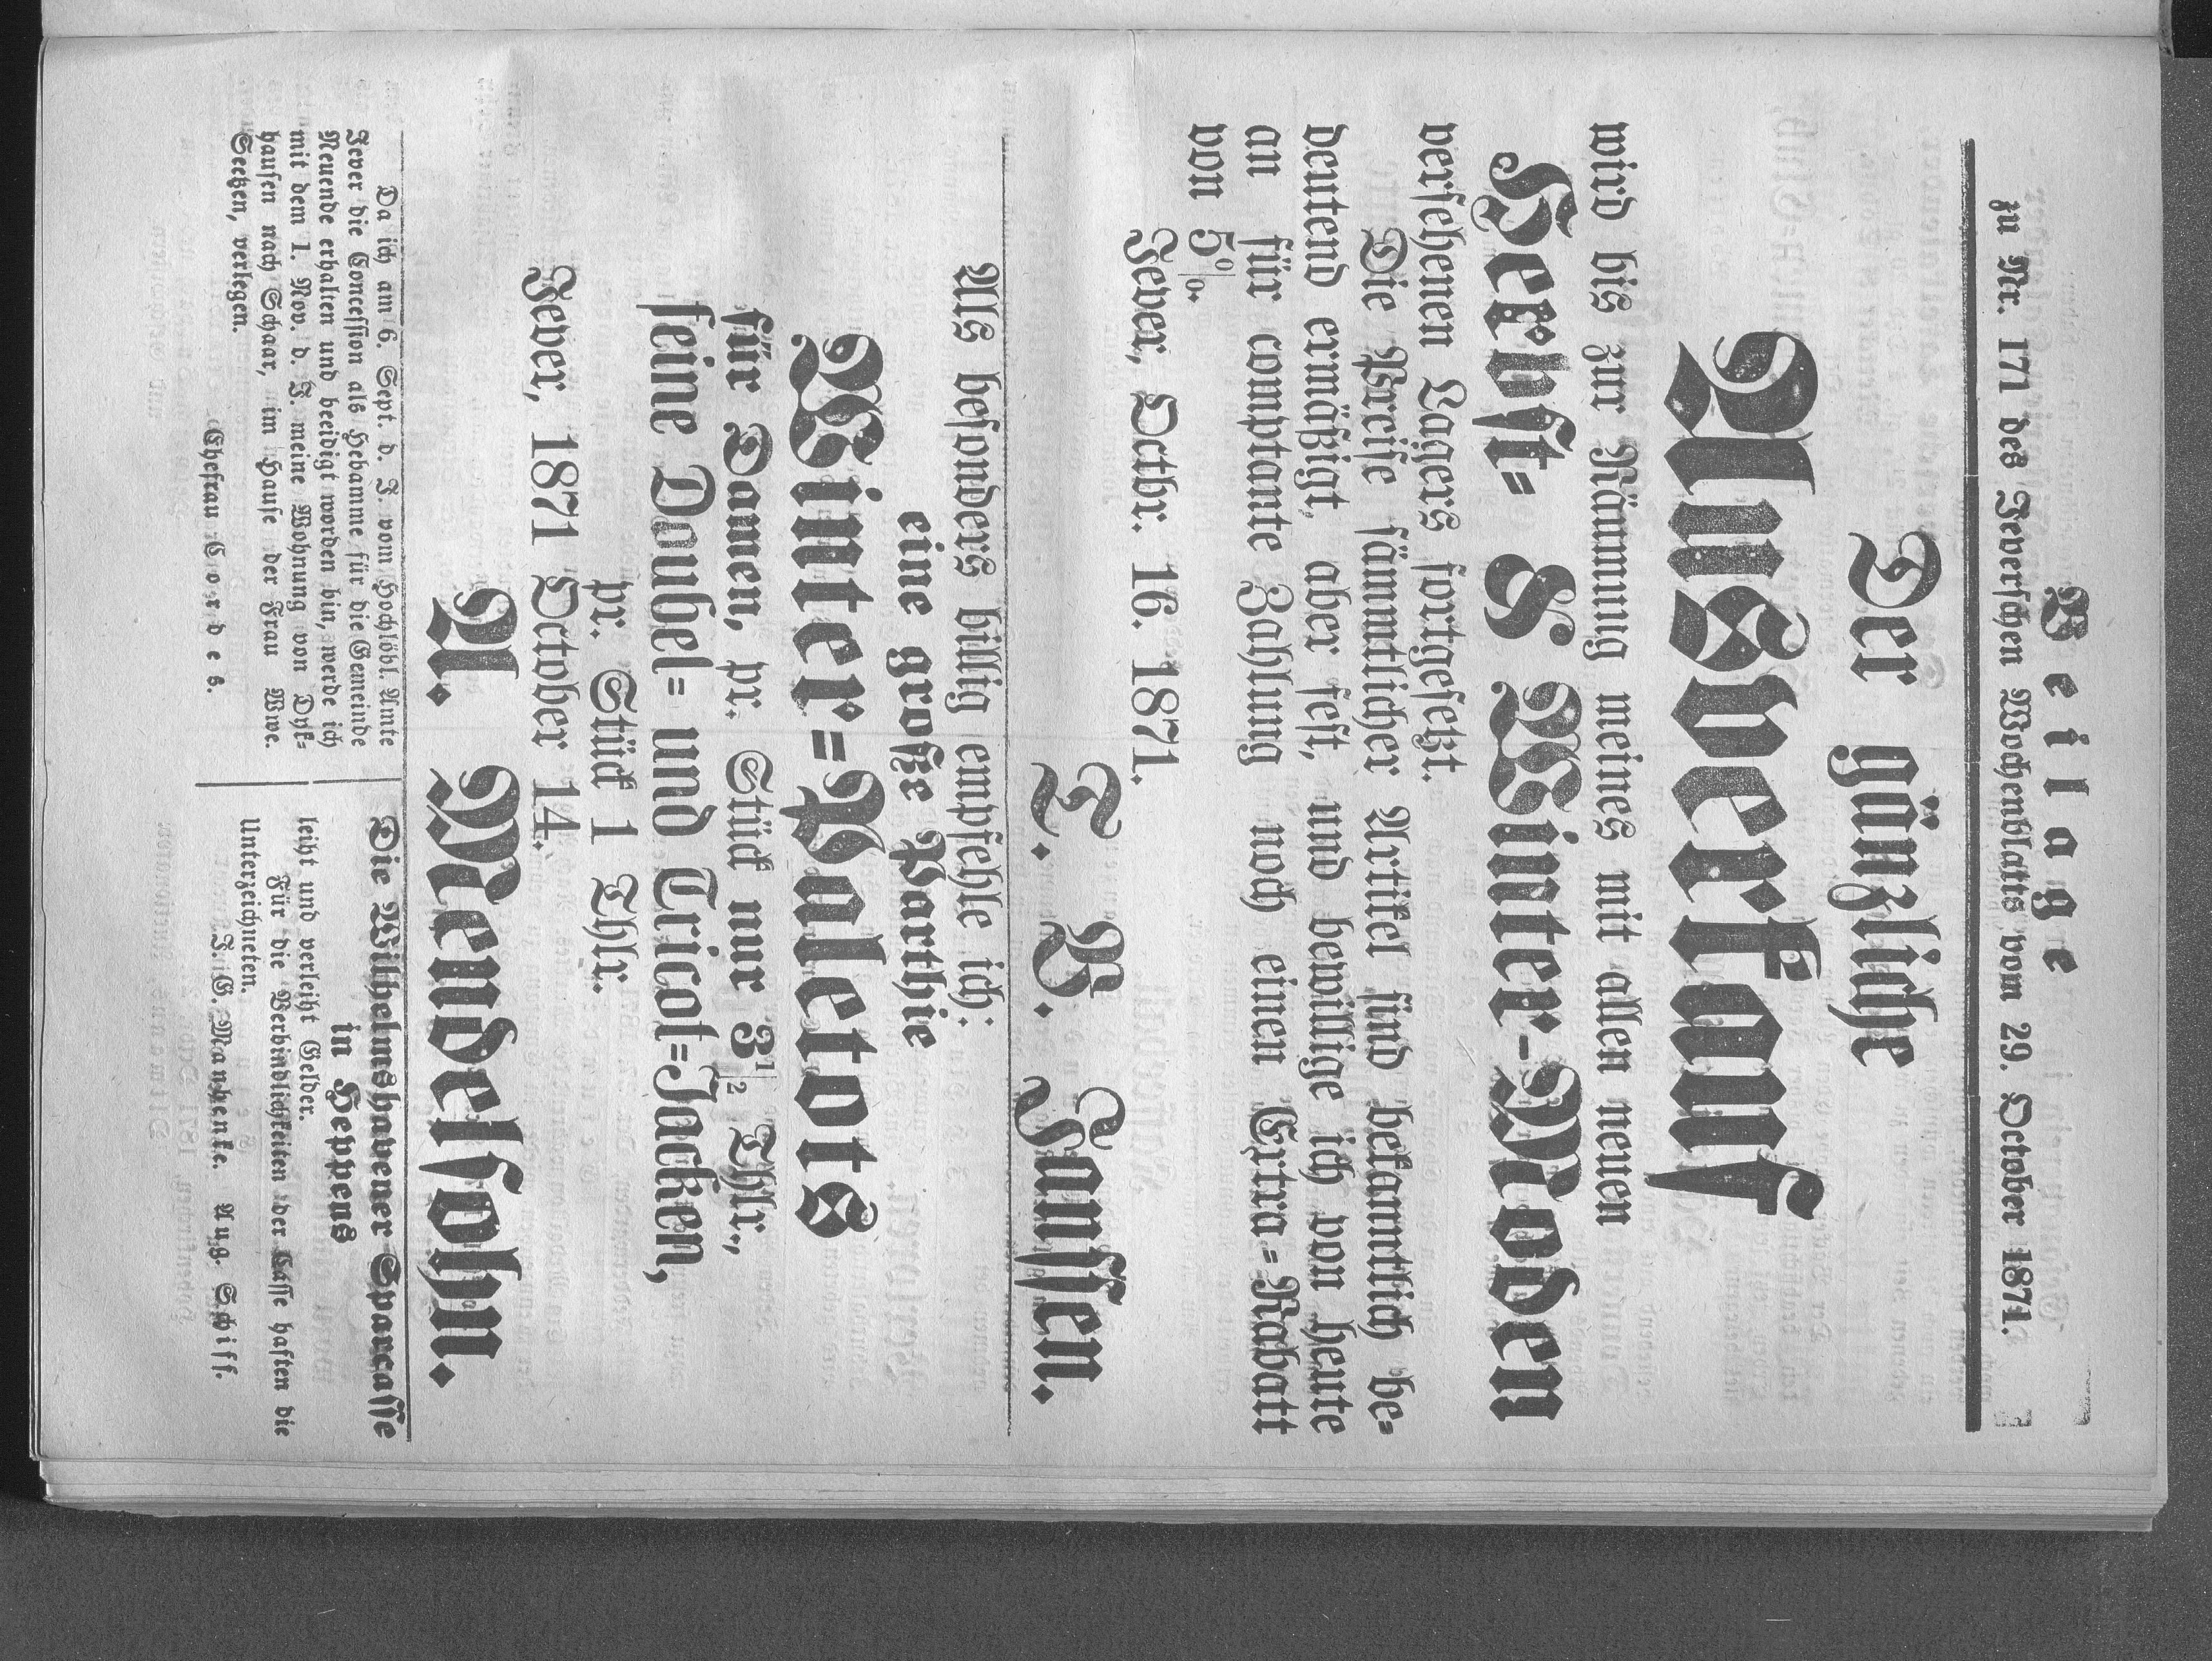 Beilage
zu Nr. 171 des Jeverschen Wochenblatts vom 29. October 1871.
Der gänzliche
Ausverkauf
wird bis zur Räumung meines mit allen neuen
Herbst- & Winter-Moden
versehenen Lagers fortgesetzt.
Die Preise sämmtlicher Artikel sind bekanntlich be=
deutend ermäßigt, aber fest, und bewillige ich von heute
an für comptante Zahlung noch einen Extra=Rabatt
von 5%.
Jever, Octbr. 16. 1871.
T. P. Janssen.
Als besonders billig empfehle ich:
eine große Parthie
Winter=Paletots
für Damen, pr. Stück nur 3½ Thlr.,
feine Doubel= und Tricot=Jacken,
pr. Stück 1 Thlr.
Jever, 1871 October 14.
A. Mendelsohn.
Da ich am 6. Sept. d. J. vom Hochlöbl. Amte
Jever die Concession als Hebamme für die Gemeinde
Neuende erhalten und beeidigt worden bin, werde ich
mit dem 1. Nov. d. J. meine Wohnung von Dyk=
hausen nach Schaar, im Hause der Frau Wwe.
Seetzen, verlegen.
Ehefrau Cordes.
Die Wilhelmshavener Sparcasse
in Heppens
leiht und verleiht Gelder.
Für die Verbindlichkeiten der Casse haften die
Unterzeichneten.
Manhenke. Aug. Schiff.